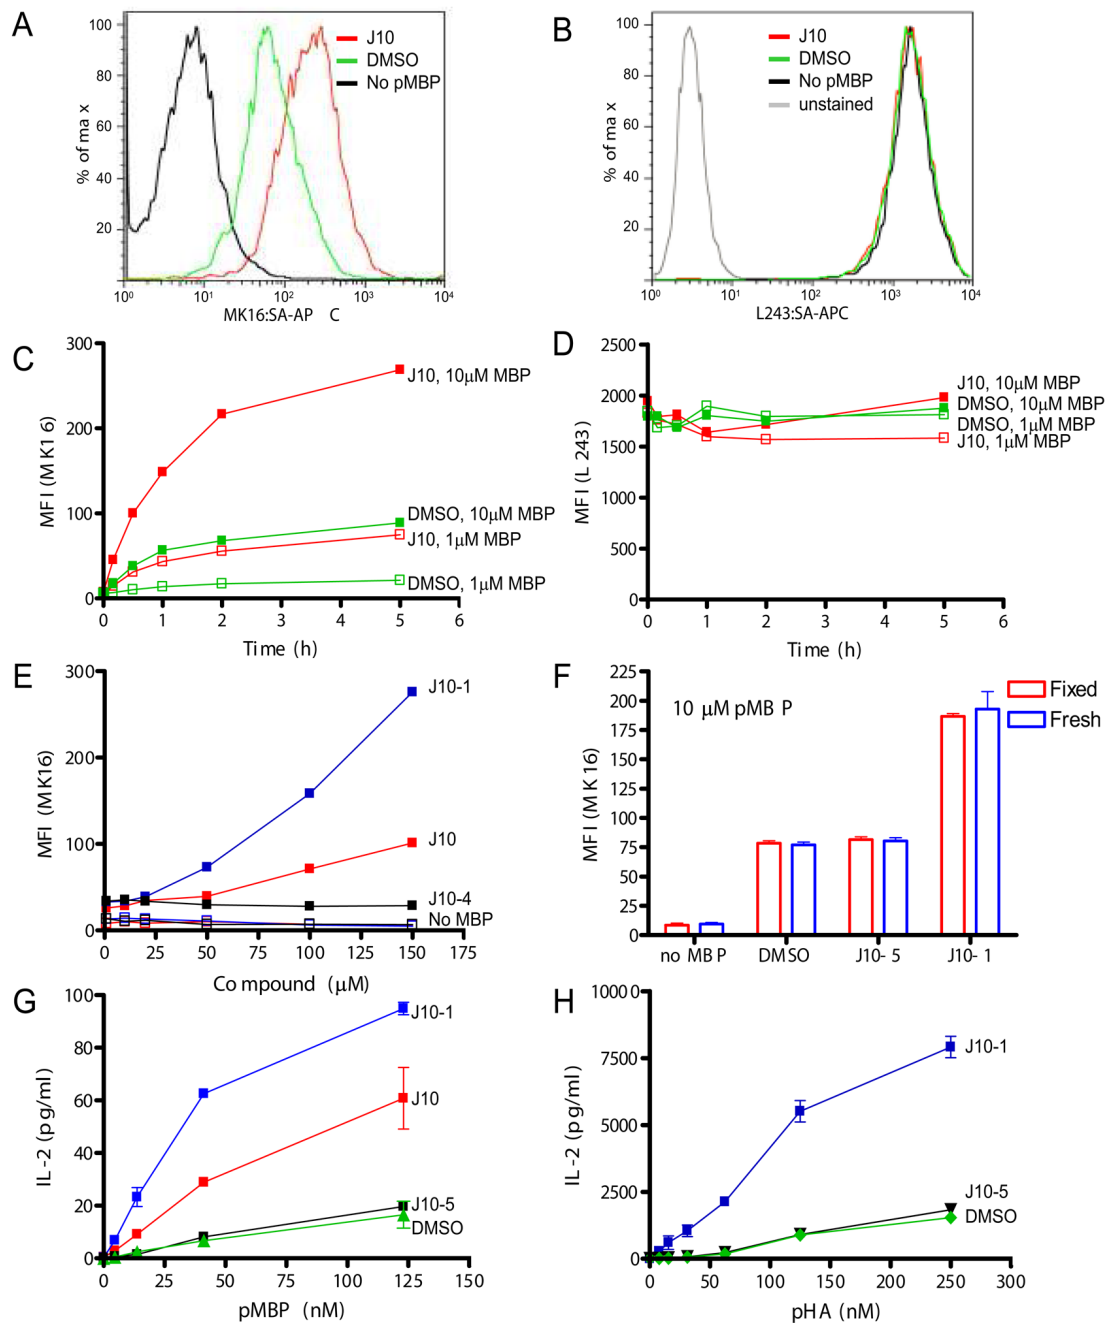 A
100
80
60
40
20
% of ma x
J10
DMSO
No pMBP
10⁰ 10¹ 10² 10³ 10⁴
MK16:SA-AP C
B
100
80
60
40
20
% of ma x
J10
DMSO
No pMBP
unstained
10⁰ 10¹ 10² 10³ 10⁴
L243:SA-APC
C
300
200
100
0
MFI (MK1 6)
J10, 10μM MBP
DMSO, 10μM MBP
J10, 1μM MBP
DMSO, 1μM MBP
0 1 2 3 4 5 6
Time (h)
D
2500
2000
1500
1000
500
0
MFI (L 243)
J10, 10μM MBP
DMSO, 10μM MBP
DMSO, 1μM MBP
J10, 1μM MBP
0 1 2 3 4 5 6
Time (h)
E
300
200
100
0
MFI (MK16)
J10-1
J10
J10-4
No MBP
0 25 50 75 100 125 150 175
Co mpound (μM)
F
225
200
175
150
125
100
75
50
25
0
MFI (M K 16)
10 μM pMB P
Fixed
Fresh
no MB P DMSO J10- 5 J10- 1
G
100
80
60
40
20
0
IL-2 (pg/ml)
J10-1
J10
J10-5
DMSO
0 25 50 75 100 125 150
pMBP (nM)
H
1000 0
7500
5000
2500
0
IL-2 (pg/ml)
J10-1
J10-5
DMSO
0 50 100 150 200 250 300
pHA (nM)